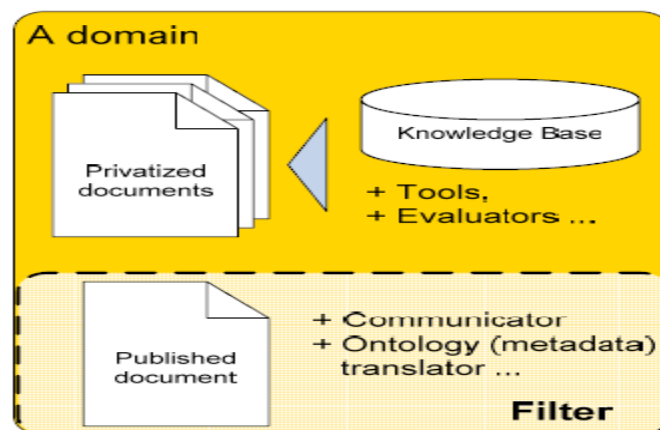 A domain
Privatized
documents
Knowledge Base
+ Tools,
+ Evaluators ...
Published
document
+ Communicator
+ Ontology (metadata)
translator ...
Filter